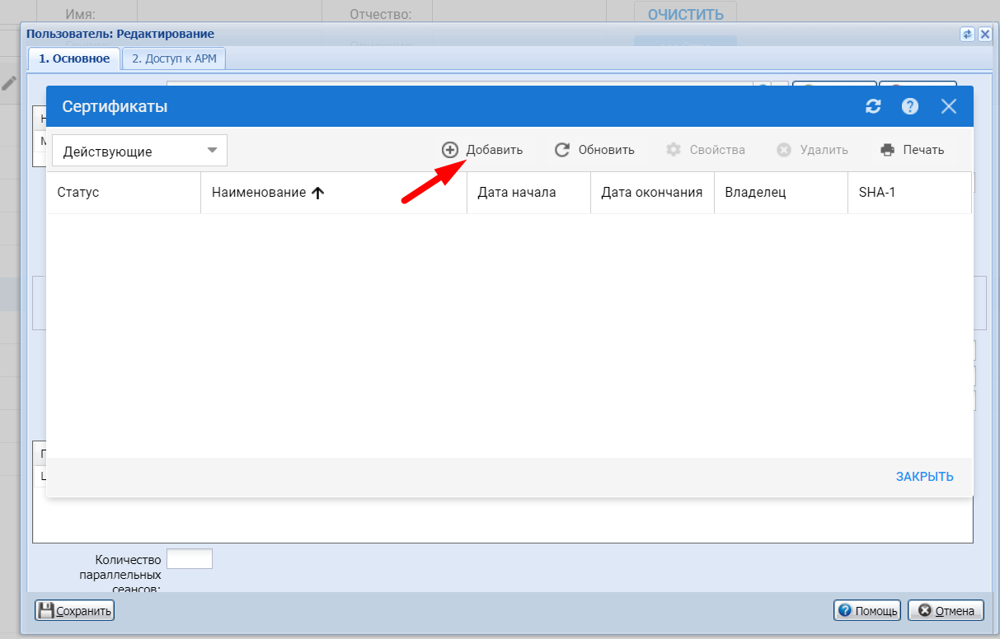 Имя:
Отчество:
ОЧИСТИТЬ
Пользователь: Редактирование
1. Основное
2. Доступ к АРМ
Сертификаты
Действующие
Добавить
Обновить
Свойства
Удалить
Печать
Статус
Наименование
Дата начала
Дата окончания
Владелец
SHA-1
ЗАКРЫТЬ
Количество
параллельных
сеансов:
Сохранить
Помощь
Отмена